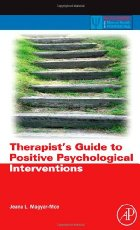 Therapist's Guide to
Positive Psychological
Interventions
Jeana L. Magyar-Moe